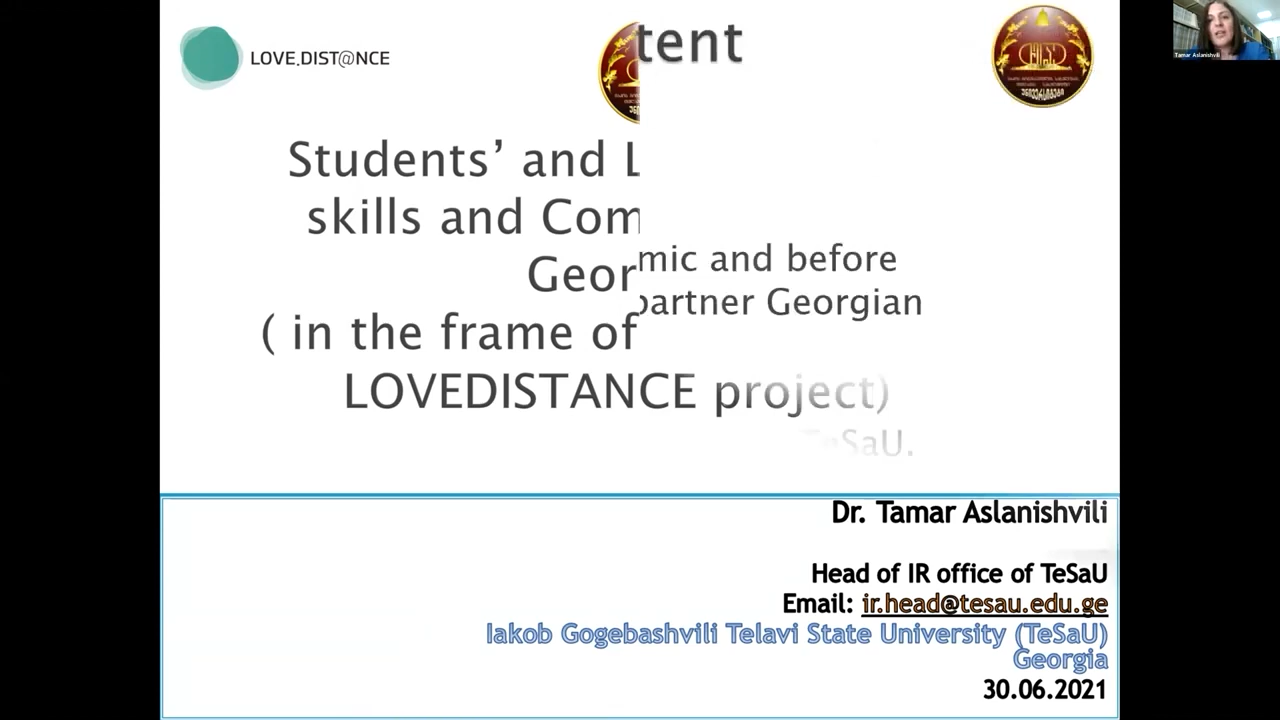 LOVE.DIST@NCE
tent
Tamar Aslanishvili
Students’ and L
skills and Com
Geor
mic and before
partner Georgian
( in the frame of
LOVEDISTANCE project)
TeSaU.
Dr. Tamar Aslanishvili
Head of IR office of TeSaU
Email: ir.head@tesau.edu.ge
Iakob Gogebashvili Telavi State University (TeSaU)
Georgia
30.06.2021